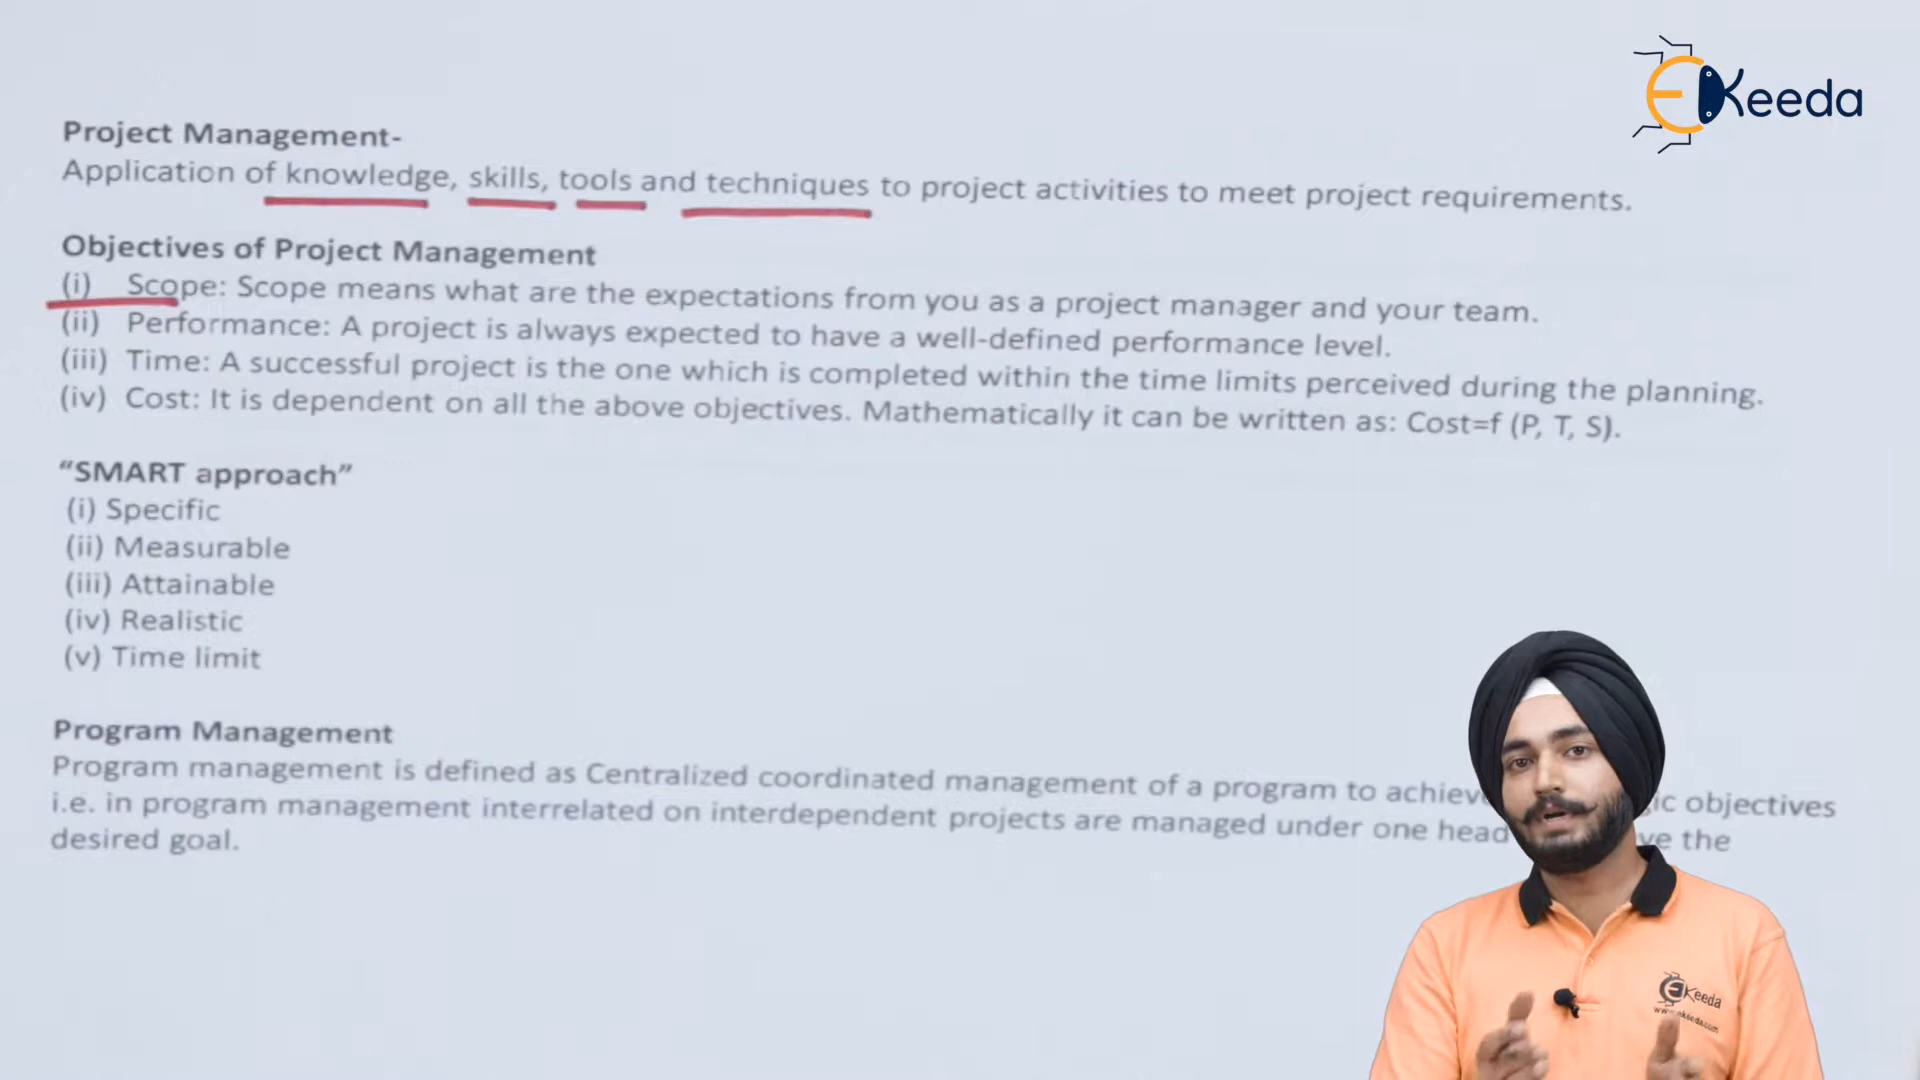 EKeeda
Project Management-
Application of knowledge, skills, tools and techniques to project activities to meet project requirements.
Objectives of Project Management
(i) Scope: Scope means what are the expectations from you as a project manager and your team.
(ii) Performance: A project is always expected to have a well-defined performance level.
(iii) Time: A successful project is the one which is completed within the time limits perceived during the planning.
(iv) Cost: It is dependent on all the above objectives. Mathematically it can be written as: Cost=f (P, T, S).
“SMART approach”
(i) Specific
(ii) Measurable
(iii) Attainable
(iv) Realistic
(v) Time limit
Program Management
Program management is defined as Centralized coordinated management of a program to objectives
i.e. in program management interrelated on interdependent projects are managed under one head the
desired goal.
EKeeda